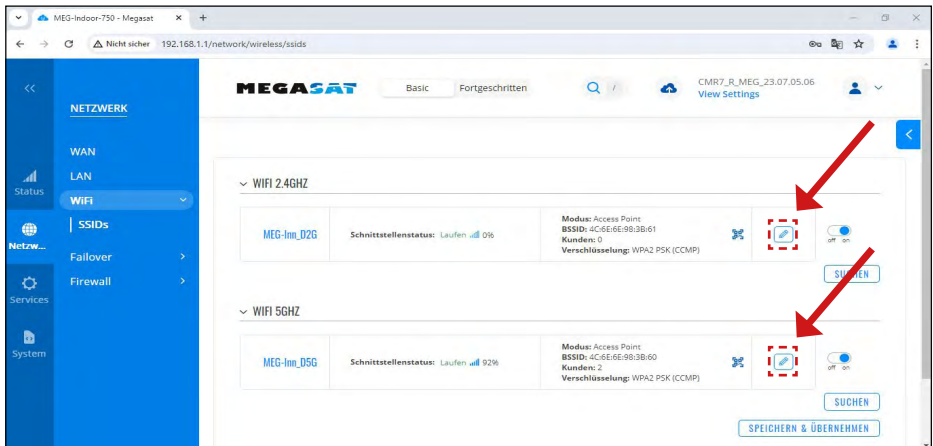 MEG-Indoor-750 - Megasat
Nicht sicher 192.168.1.1/network/wireless/ssids
MEGASAT Basic Fortgeschritten / CMR7_R_MEG_23.07.05.06
View Settings
NETZWERK
WAN
LAN
WiFi
SSIDs
Failover
Firewall
Status
Netzw...
Services
System
WIFI 2.4GHZ
MEG-Inn_D2G
Schnittstellenstatus: Laufen 0%
Modus: Access Point
BSSID: 4C:6E:6E:98:3B:61
Kunden: 0
Verschlüsselung: WPA2 PSK (CCMP)
off on
SUCHEN
WIFI 5GHZ
MEG-Inn_D5G
Schnittstellenstatus: Laufen 92%
Modus: Access Point
BSSID: 4C:6E:6E:98:3B:60
Kunden: 2
Verschlüsselung: WPA2 PSK (CCMP)
off on
SUCHEN
SPEICHERN & ÜBERNEHMEN